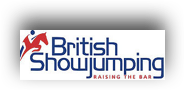 British
Showjumping
RAISING THE BAR